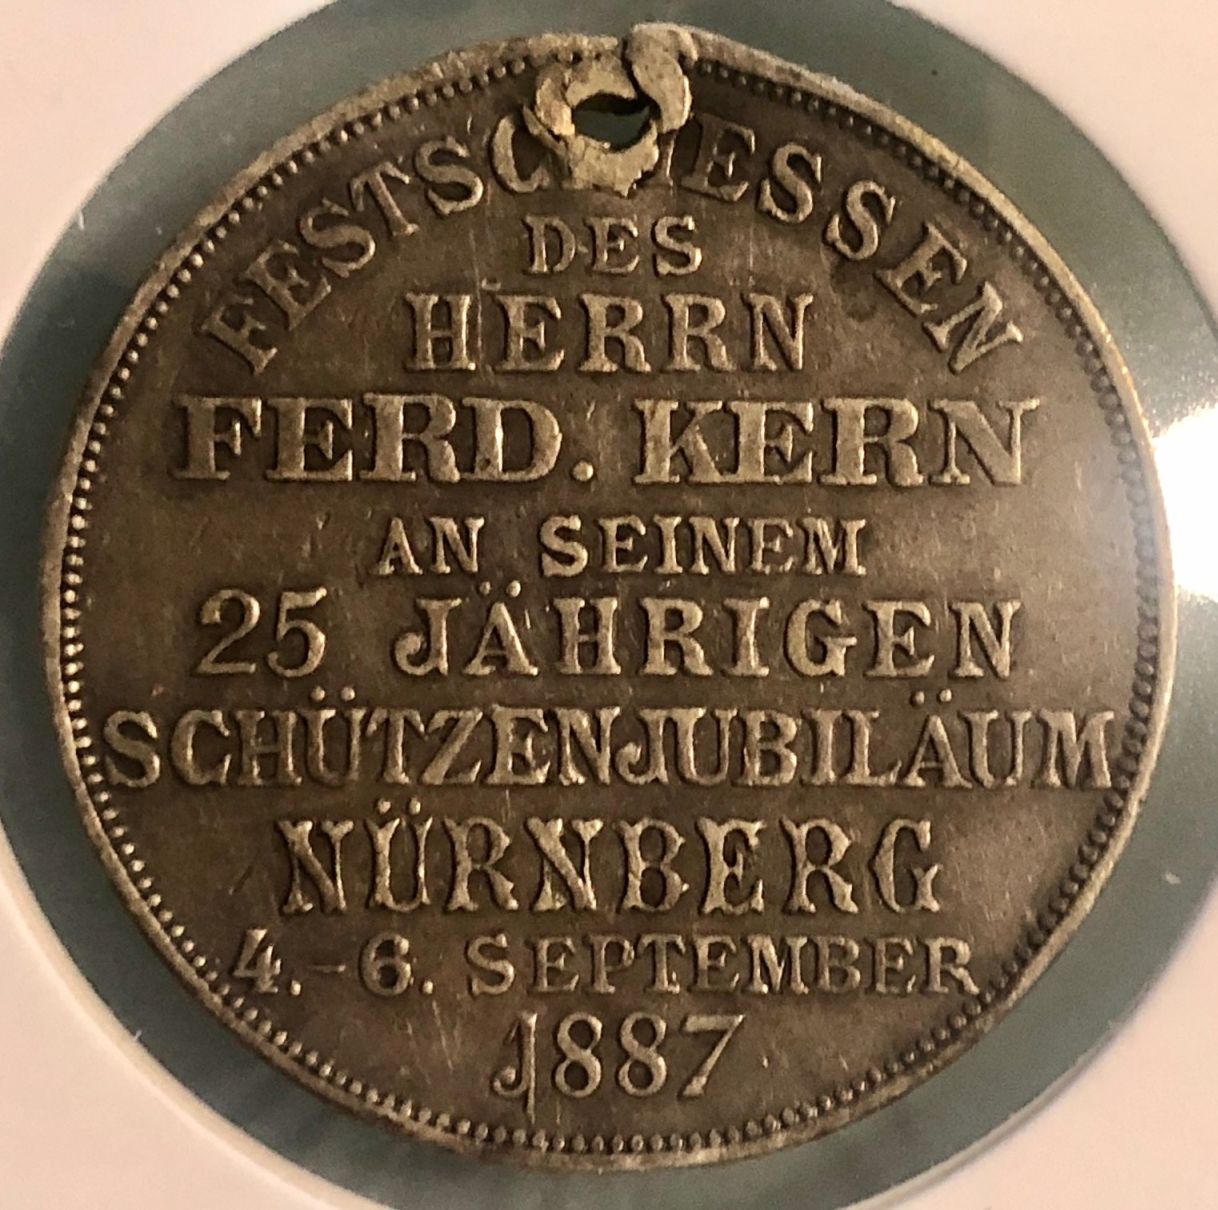 FESTSCHIESSEN
DES
HERRN
FERD. KERN
AN SEINEM
25 JÄHRIGEN
SCHÜTZENJUBILÄUM
NÜRNBERG
4.-6. SEPTEMBER
1887